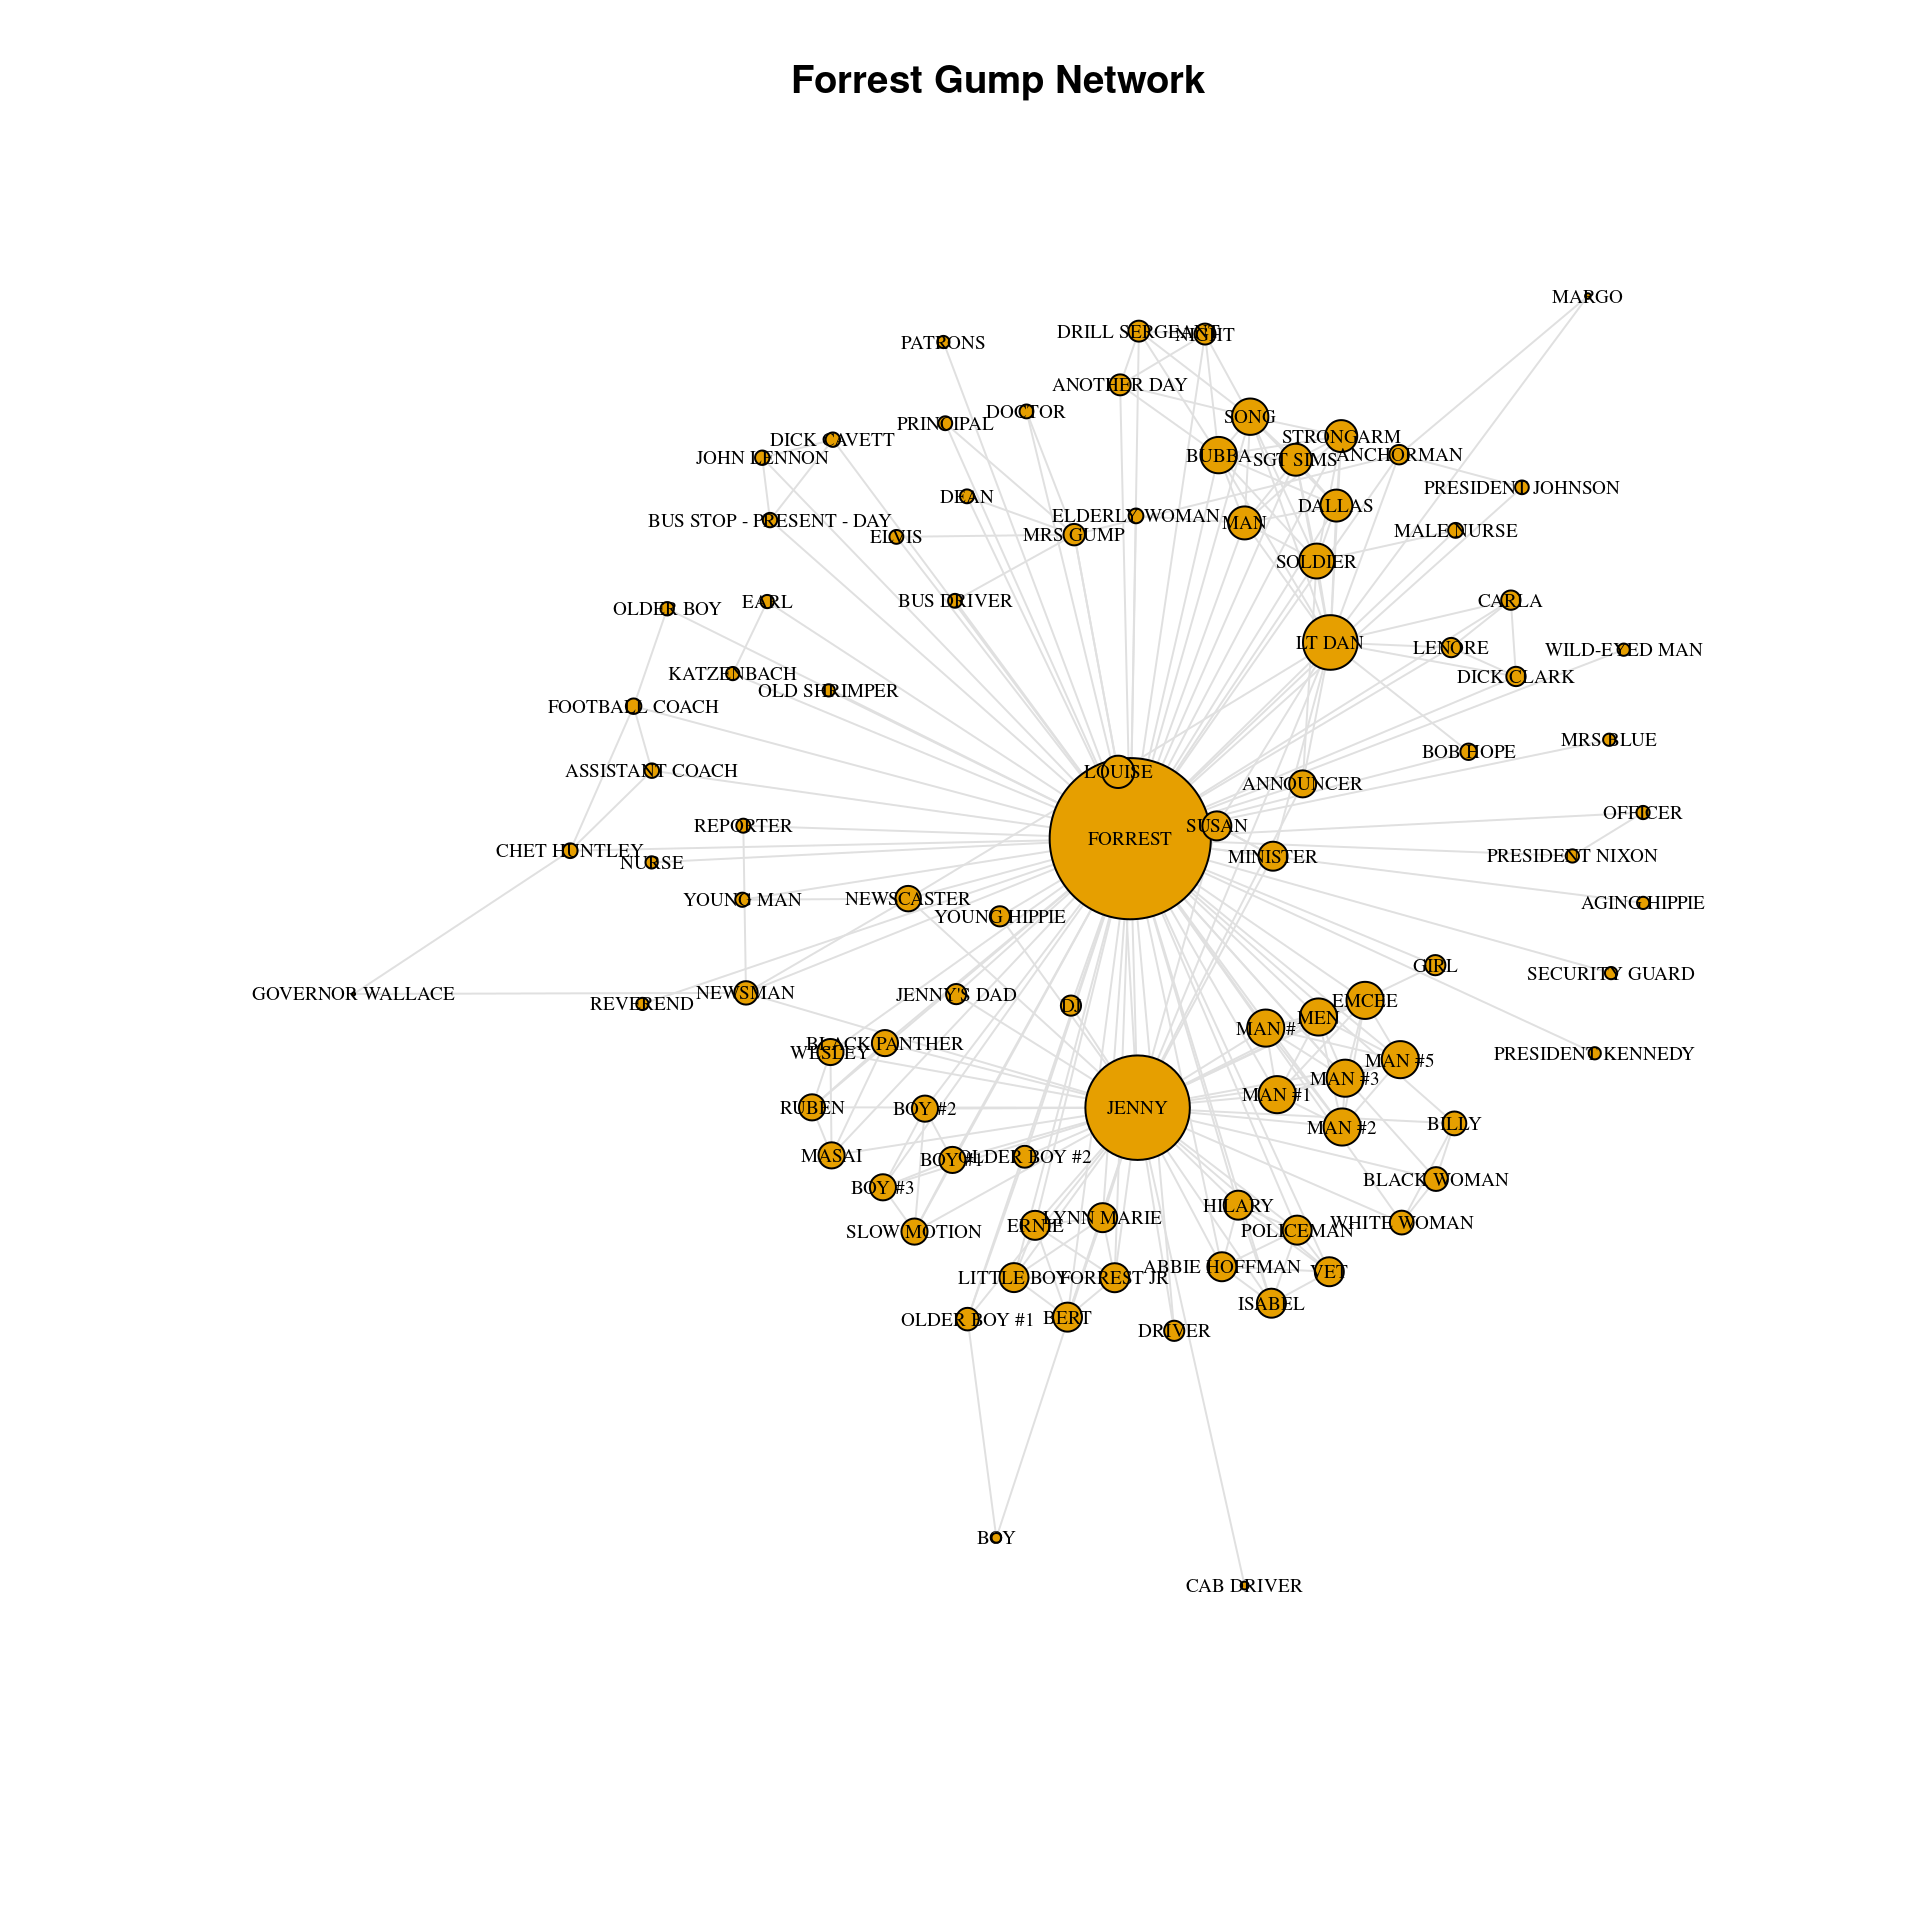 Forrest Gump Network
MARGO
DRILL SERGEANT
NIGHT
PATRONS
ANOTHER DAY
DOCTOR
SONG
PRINCIPAL
STRONGARM
DICK CAVETT
ANCHORMAN
BUBBA
JOHN LENNON
SGT SIMS
PRESIDENT JOHNSON
DEAN
DALLAS
ELDERLY WOMAN
BUS STOP - PRESENT - DAY
MAN
MALE NURSE
MRS GUMP
ELVIS
SOLDIER
CARLA
BUS DRIVER
EARL
OLDER BOY
LT DAN
LENORE
WILD-EYED MAN
KATZENBACH
DICK CLARK
OLD SHRIMPER
FOOTBALL COACH
MRS BLUE
BOB HOPE
ASSISTANT COACH
LOUISE
ANNOUNCER
OFFICER
REPORTER
SUSAN
FORREST
CHET HUNTLEY
MINISTER
PRESIDENT NIXON
NURSE
YOUNG MAN
NEWSCASTER
AGING HIPPIE
YOUNG HIPPIE
GIRL
SECURITY GUARD
GOVERNOR WALLACE
NEWSMAN
JENNY'S DAD
EMCEE
REVEREND
DJ
MEN
MAN #
BLACK PANTHER
WESLEY
PRESIDENT KENNEDY
MAN #5
MAN #3
MAN #1
RUBEN
BOY #2
JENNY
BILLY
MAN #2
MASAI
OLDER BOY #2
BOY #1
BLACK WOMAN
BOY #3
HILARY
LYNN MARIE
WHITE WOMAN
ERNIE
POLICEMAN
SLOW MOTION
ABBIE HOFFMAN
VET
LITTLE BOY
FORREST JR
ISABEL
BERT
OLDER BOY #1
DRIVER
BOY
CAB DRIVER